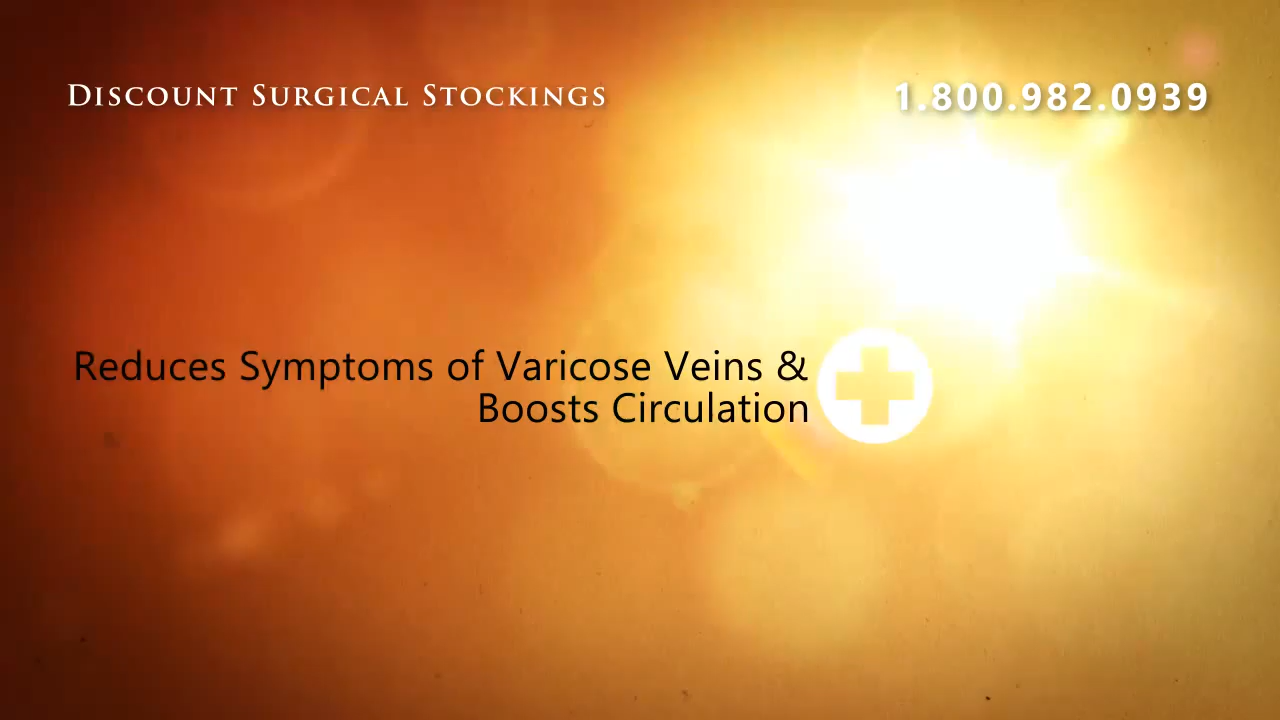 Discount Surgical Stockings
1.800.982.0939
Reduces Symptoms of Varicose Veins &
Boosts Circulation